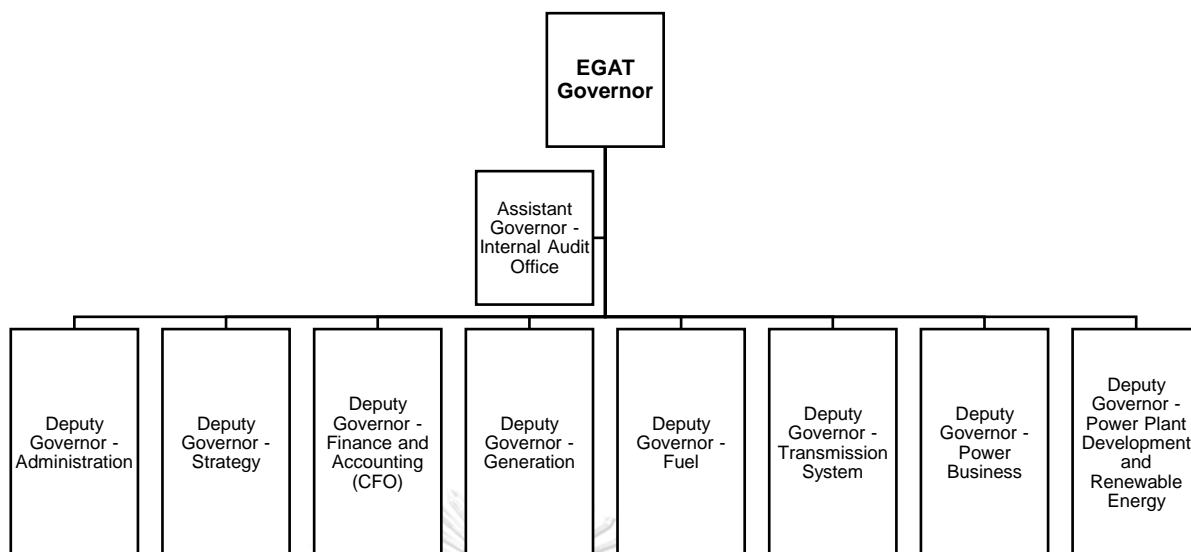 EGAT
Governor
Assistant
Governor -
Internal Audit
Office
Deputy
Governor -
Administration
Deputy
Governor -
Strategy
Deputy
Governor -
Finance and
Accounting
(CFO)
Deputy
Governor -
Generation
Deputy
Governor -
Fuel
Deputy
Governor -
Transmission
System
Deputy
Governor -
Power
Business
Deputy
Governor -
Power Plant
Development
and
Renewable
Energy